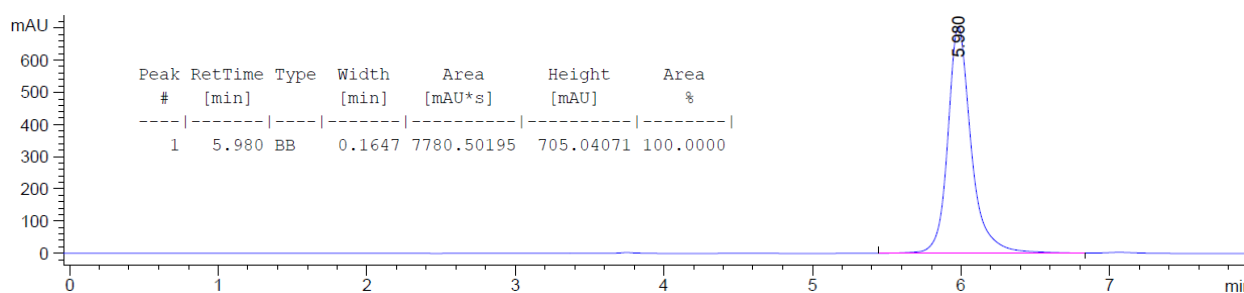 mAU
5.980
600
500
400
300
200
100
0
Peak RetTime Type Width Area Height Area
# [min] [min] [mAU*s] [mAU] %
----|-------|----|-------|----------|----------|--------|
1 5.980 BB 0.1647 7780.50195 705.04071 100.0000
0 1 2 3 4 5 6 7 min